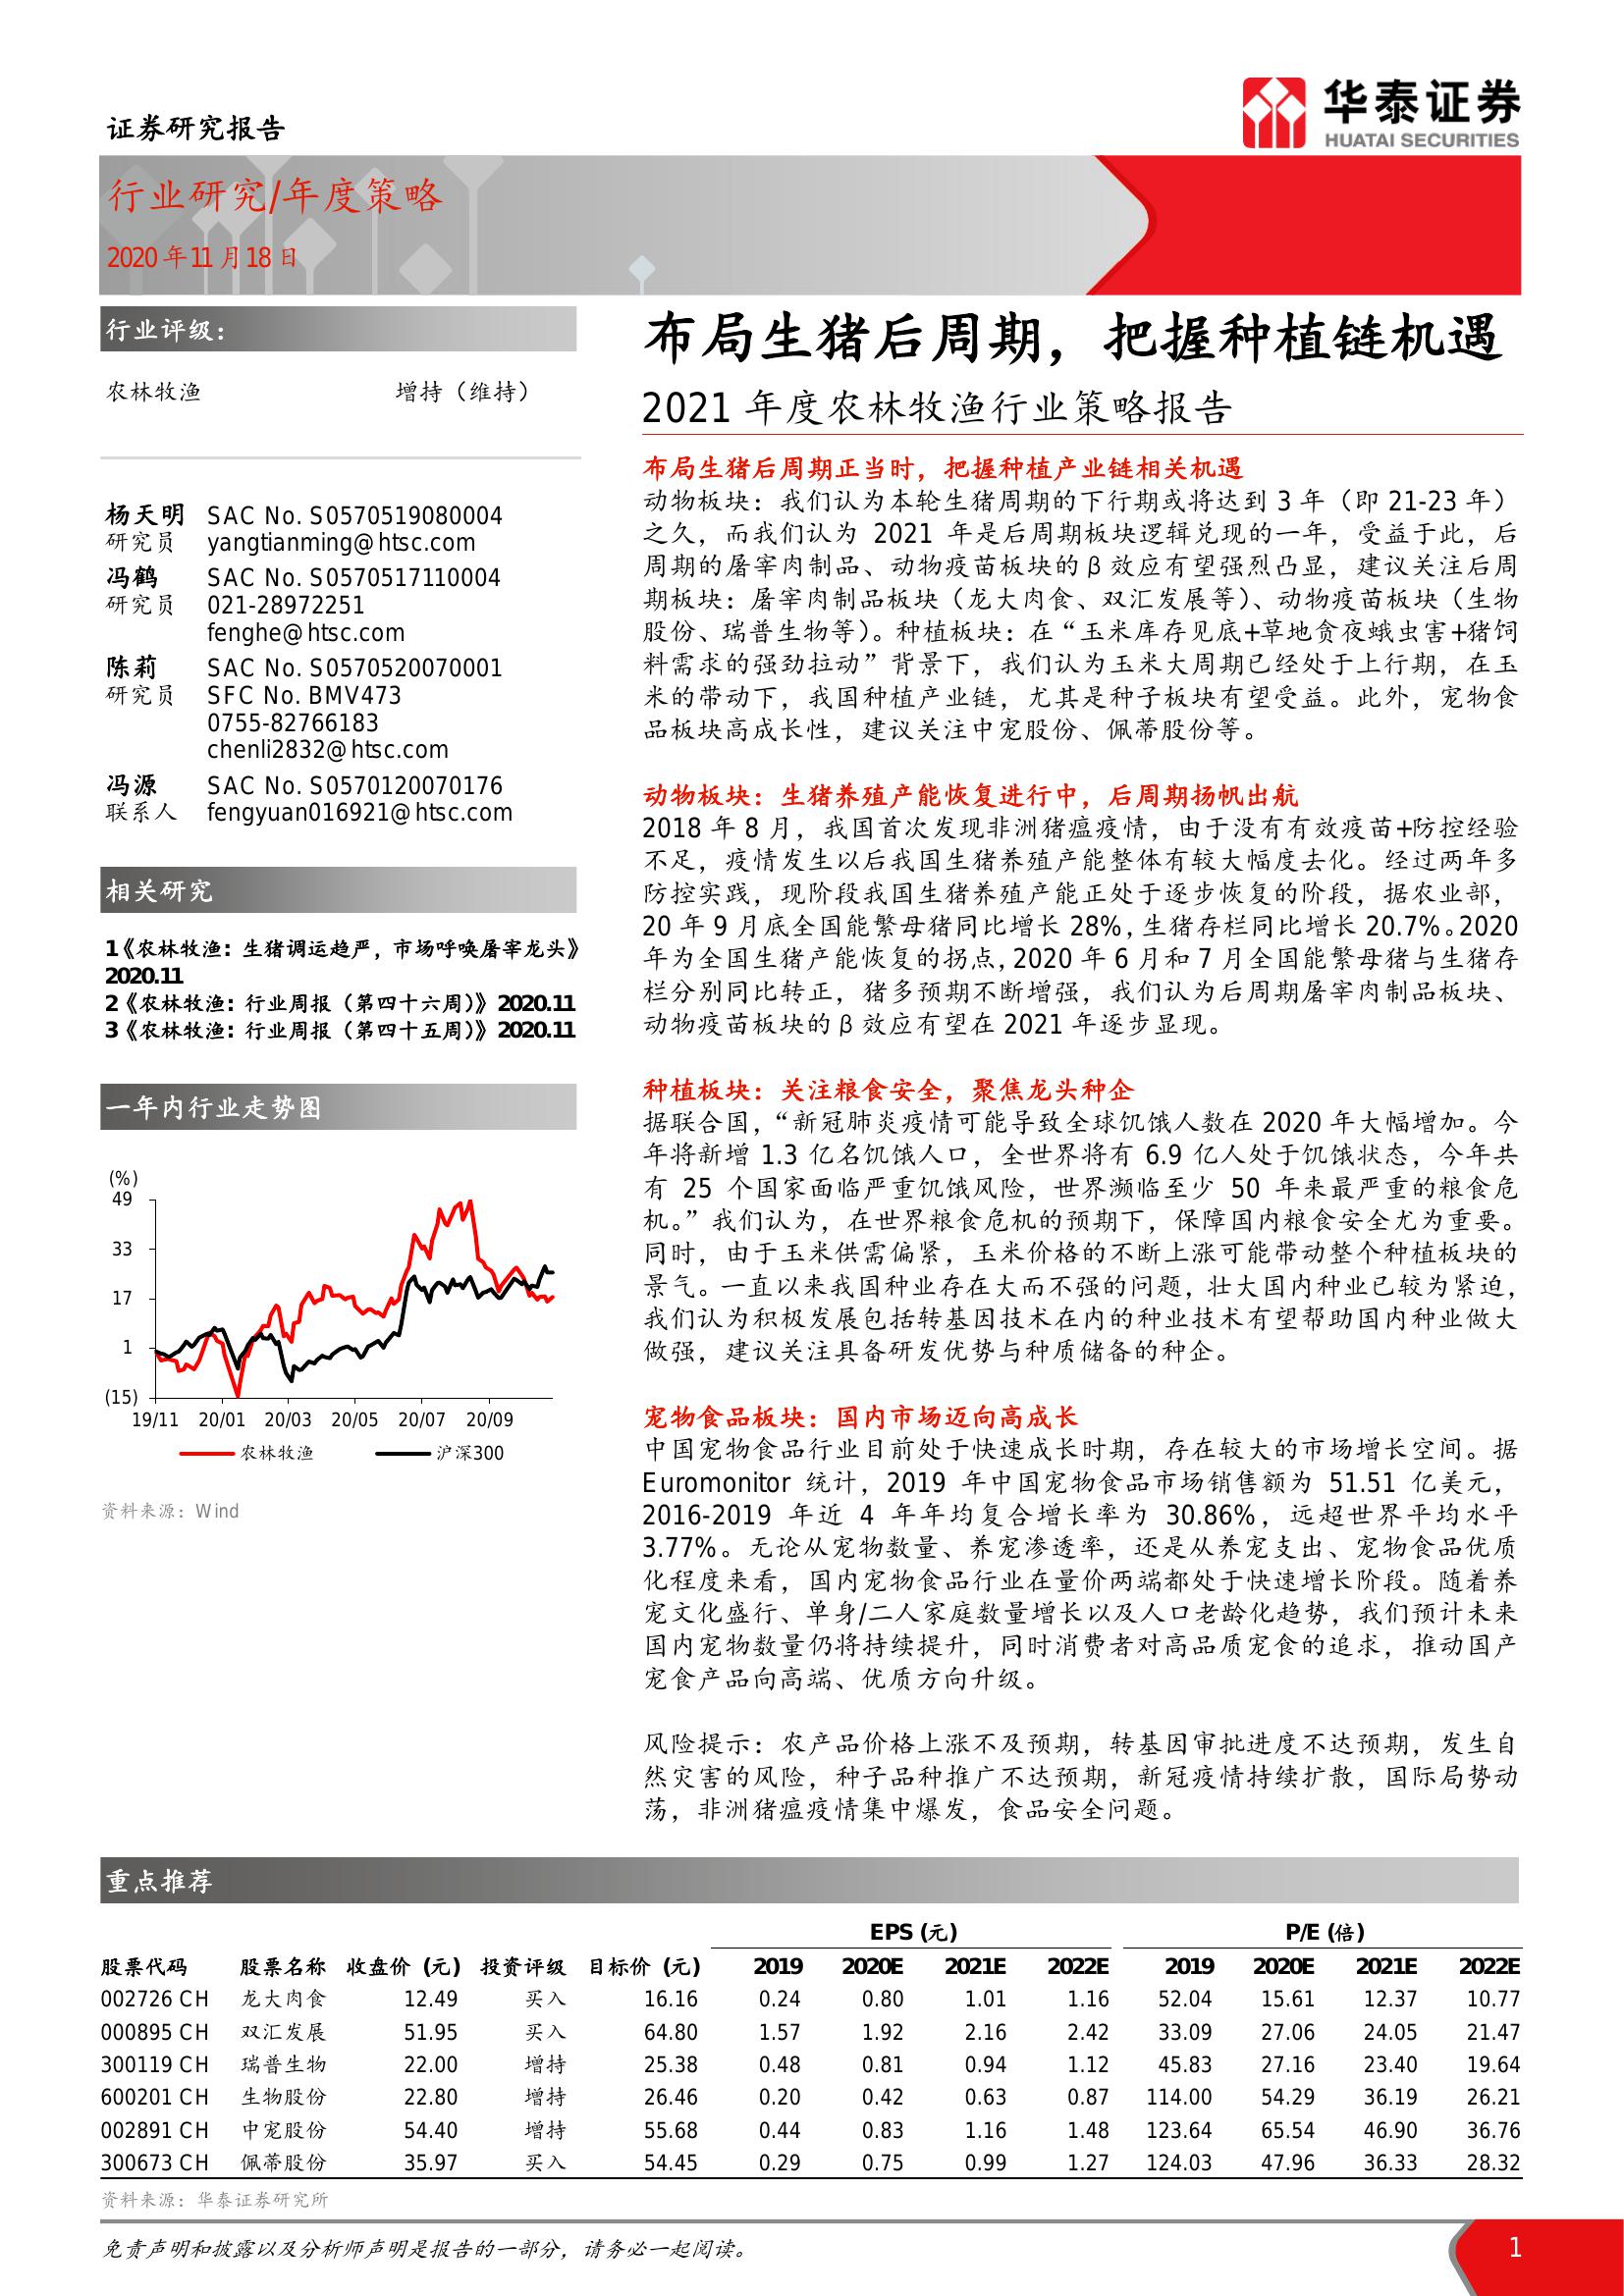 证券研究报告
华泰证券
HUATAI SECURITIES
行业研究/年度策略
2020年11月18日
行业评级：
农林牧渔 增持（维持）
杨天明 SAC No. S0570519080004
研究员 yangtianming@htsc.com
冯鹤 SAC No. S0570517110004
研究员 021-28972251
fenghe@htsc.com
陈莉 SAC No. S0570520070001
研究员 SFC No. BMV473
0755-82766183
chenli2832@htsc.com
冯源 SAC No. S0570120070176
联系人 fengyuan016921@htsc.com
相关研究
1《农林牧渔：生猪调运趋严，市场呼唤屠宰龙头》
2020.11
2《农林牧渔：行业周报（第四十六周）》2020.11
3《农林牧渔：行业周报（第四十五周）》2020.11
一年内行业走势图
(%)
49
33
17
1
(15)
19/11 20/01 20/03 20/05 20/07 20/09
农林牧渔 沪深300
资料来源：Wind
布局生猪后周期，把握种植链机遇
2021 年度农林牧渔行业策略报告
布局生猪后周期正当时，把握种植产业链相关机遇
动物板块：我们认为本轮生猪周期的下行期或将达到 3 年（即 21-23 年）
之久，而我们认为 2021 年是后周期板块逻辑兑现的一年，受益于此，后
周期的屠宰肉制品、动物疫苗板块的 β 效应有望强烈凸显，建议关注后周
期板块：屠宰肉制品板块（龙大肉食、双汇发展等）、动物疫苗板块（生物
股份、瑞普生物等）。种植板块：在“玉米库存见底+草地贪夜蛾虫害+猪饲
料需求的强劲拉动”背景下，我们认为玉米大周期已经处于上行期，在玉
米的带动下，我国种植产业链，尤其是种子板块有望受益。此外，宠物食
品板块高成长性，建议关注中宠股份、佩蒂股份等。
动物板块：生猪养殖产能恢复进行中，后周期扬帆出航
2018 年 8 月，我国首次发现非洲猪瘟疫情，由于没有有效疫苗+防控经验
不足，疫情发生以后我国生猪养殖产能整体有较大幅度去化。经过两年多
防控实践，现阶段我国生猪养殖产能正处于逐步恢复的阶段，据农业部，
20 年 9 月底全国能繁母猪同比增长 28%，生猪存栏同比增长 20.7%。2020
年为全国生猪产能恢复的拐点，2020 年 6 月和 7 月全国能繁母猪与生猪存
栏分别同比转正，猪多预期不断增强，我们认为后周期屠宰肉制品板块、
动物疫苗板块的 β 效应有望在 2021 年逐步显现。
种植板块：关注粮食安全，聚焦龙头种企
据联合国，“新冠肺炎疫情可能导致全球饥饿人数在 2020 年大幅增加。今
年将新增 1.3 亿名饥饿人口，全世界将有 6.9 亿人处于饥饿状态，今年共
有 25 个国家面临严重饥饿风险，世界濒临至少 50 年来最严重的粮食危
机。”我们认为，在世界粮食危机的预期下，保障国内粮食安全尤为重要。
同时，由于玉米供需偏紧，玉米价格的不断上涨可能带动整个种植板块的
景气。一直以来我国种业存在大而不强的问题，壮大国内种业已较为紧迫，
我们认为积极发展包括转基因技术在内的种业技术有望帮助国内种业做大
做强，建议关注具备研发优势与种质储备的种企。
宠物食品板块：国内市场迈向高成长
中国宠物食品行业目前处于快速成长时期，存在较大的市场增长空间。据
Euromonitor 统计，2019 年中国宠物食品市场销售额为 51.51 亿美元，
2016-2019 年近 4 年年均复合增长率为 30.86%，远超世界平均水平
3.77%。无论从宠物数量、养宠渗透率，还是从养宠支出、宠物食品优质
化程度来看，国内宠物食品行业在量价两端都处于快速增长阶段。随着养
宠文化盛行、单身/二人家庭数量增长以及人口老龄化趋势，我们预计未来
国内宠物数量仍将持续提升，同时消费者对高品质宠食的追求，推动国产
宠食产品向高端、优质方向升级。
风险提示：农产品价格上涨不及预期，转基因审批进度不达预期，发生自
然灾害的风险，种子品种推广不达预期，新冠疫情持续扩散，国际局势动
荡，非洲猪瘟疫情集中爆发，食品安全问题。
重点推荐
EPS (元) P/E (倍)
股票代码 股票名称 收盘价 (元) 投资评级 目标价 (元) 2019 2020E 2021E 2022E 2019 2020E 2021E 2022E
002726 CH 龙大肉食 12.49 买入 16.16 0.24 0.80 1.01 1.16 52.04 15.61 12.37 10.77
000895 CH 双汇发展 51.95 买入 64.80 1.57 1.92 2.16 2.42 33.09 27.06 24.05 21.47
300119 CH 瑞普生物 22.00 增持 25.38 0.48 0.81 0.94 1.12 45.83 27.16 23.40 19.64
600201 CH 生物股份 22.80 增持 26.46 0.20 0.42 0.63 0.87 114.00 54.29 36.19 26.21
002891 CH 中宠股份 54.40 增持 55.68 0.44 0.83 1.16 1.48 123.64 65.54 46.90 36.76
300673 CH 佩蒂股份 35.97 买入 54.45 0.29 0.75 0.99 1.27 124.03 47.96 36.33 28.32
资料来源：华泰证券研究所
免责声明和披露以及分析师声明是报告的一部分，请务必一起阅读。 1